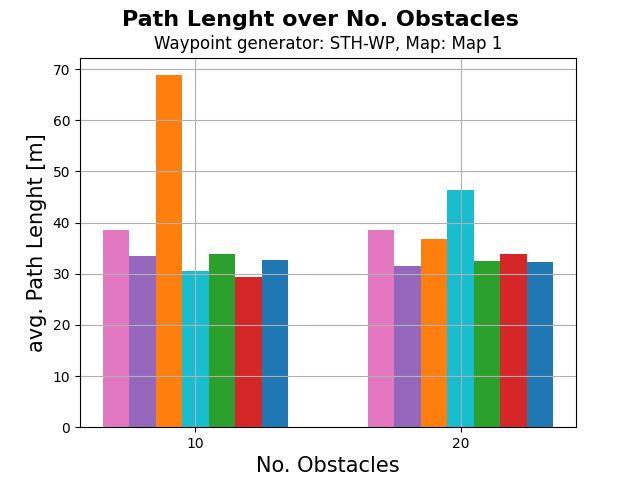 Path Lenght over No. Obstacles
Waypoint generator: STH-WP, Map: Map 1
avg. Path Lenght [m]
70
60
50
40
30
20
10
0
10 20
No. Obstacles